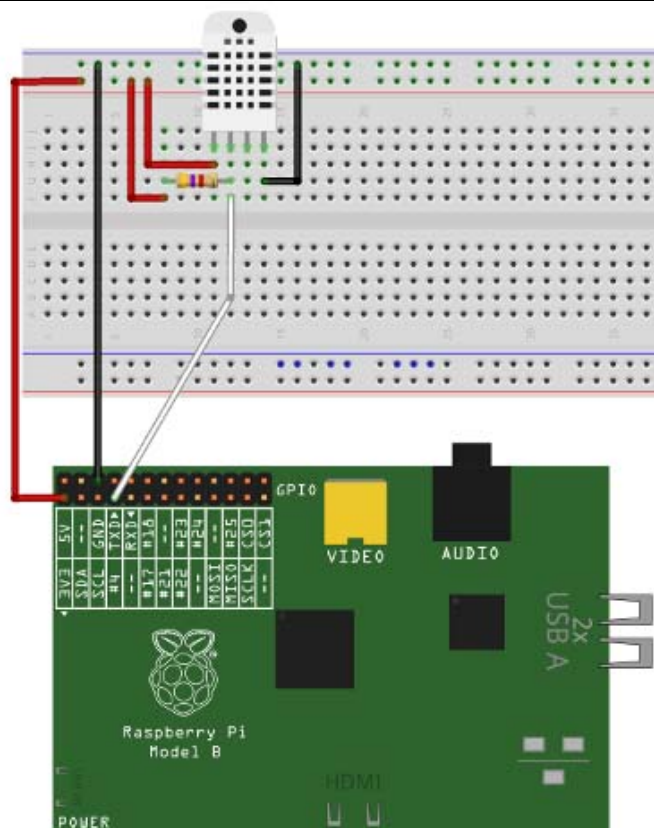 GPIO
5V -- GND TXD▲ RXD▼ #18 -- #23 #24 -- #25 CS0 CS1
3V3 SDA SCL #4 -- #17 #21 #22 -- MOSI MISO SCLK --
VIDEO
AUDIO
2x
USB A
Raspberry Pi
Model B
HDMI
POWER